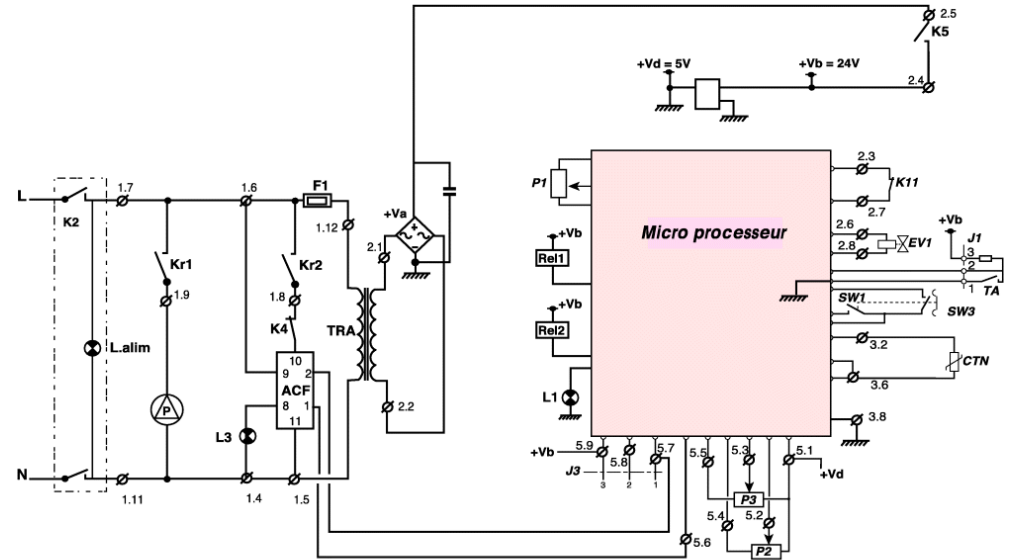 2.5
K5
+Vd = 5V
+Vb = 24V
2.4
L
K2
1.7
1.6
F1
1.12
+Va
2.1
P1
Micro processeur
2.3
K11
2.7
2.6
2.8
EV1
+Vb
J1
3
2
1
TA
Kr1
Kr2
1.9
1.8
K4
TRA
+Vb
Rel1
+Vb
Rel2
SW1
SW3
3.2
CTN
3.6
L.alim
10
9
2
ACF
8
1
11
P
L3
2.2
L1
3.8
N
1.11
1.4
1.5
+Vb
5.9
5.8
5.7
5.5
5.3
5.1
+Vd
J3
3
2
1
P3
5.4
5.2
5.6
P2